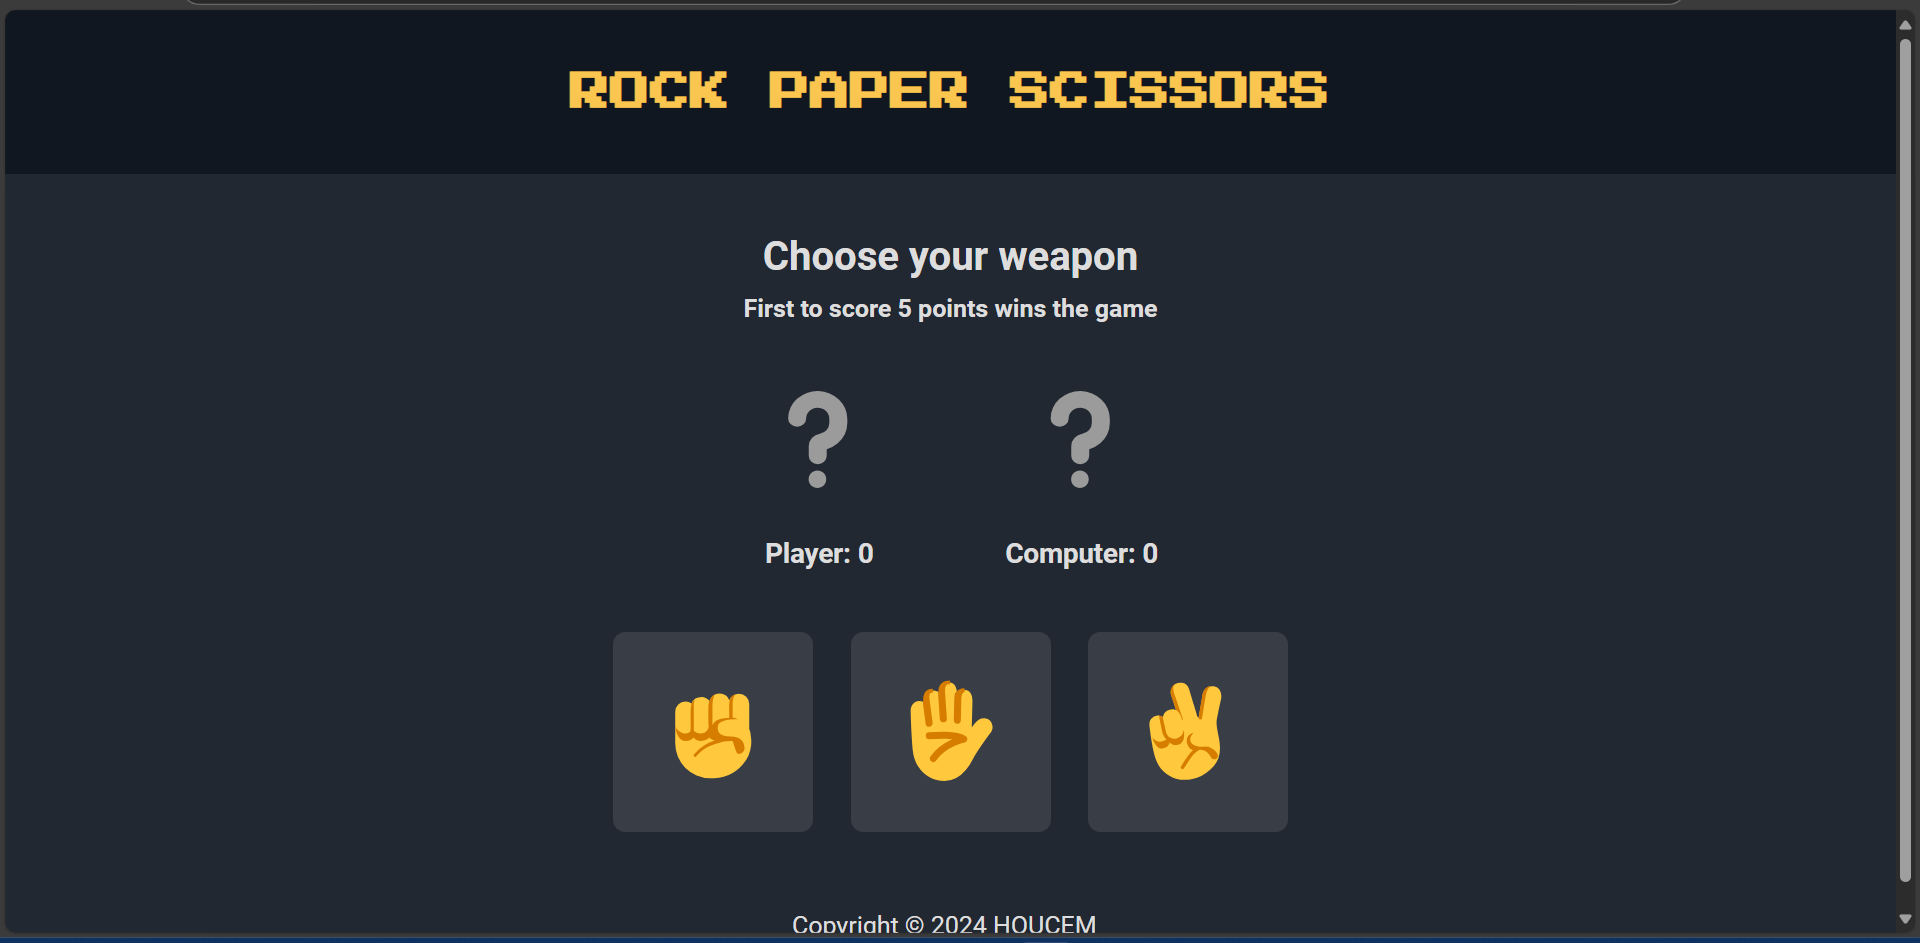 ROCK PAPER SCISSORS
Choose your weapon
First to score 5 points wins the game
? ?
Player: 0 Computer: 0
Copyright © 2024 HOUCEM